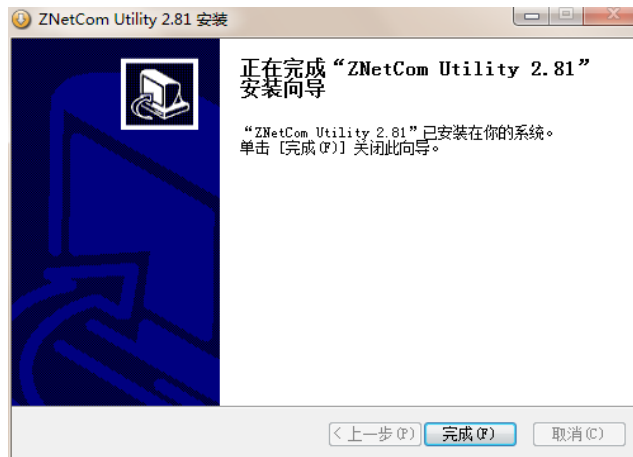 ZNetCom Utility 2.81 安装
正在完成“ZNetCom Utility 2.81”
安装向导
“ZNetCom Utility 2.81”已安装在你的系统。
单击 [完成(F)] 关闭此向导。
< 上一步(P) 完成(F) 取消(C)